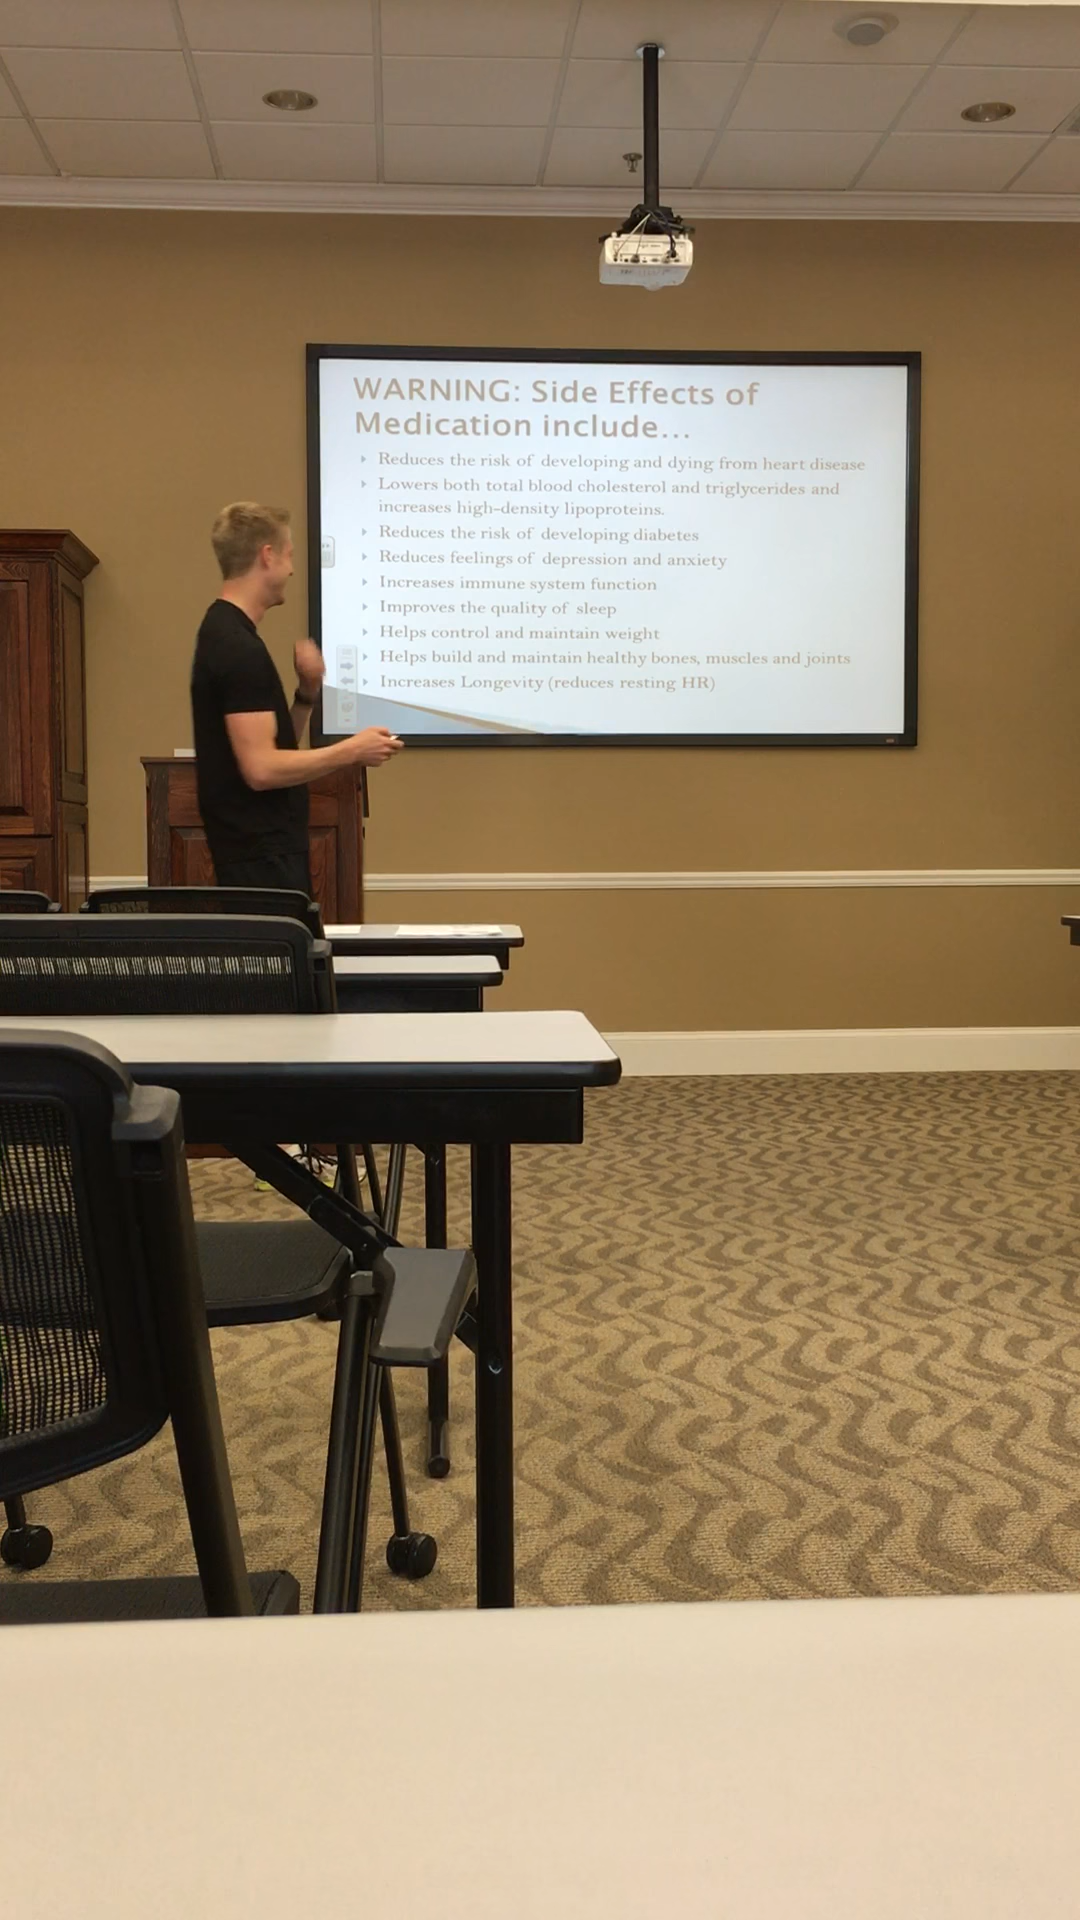 WARNING: Side Effects of
Medication include...
Reduces the risk of developing and dying from heart disease
Lowers both total blood cholesterol and triglycerides and
increases high-density lipoproteins.
Reduces the risk of developing diabetes
Reduces feelings of depression and anxiety
Increases immune system function
Improves the quality of sleep
Helps control and maintain weight
Helps build and maintain healthy bones, muscles and joints
Increases Longevity (reduces resting HR)